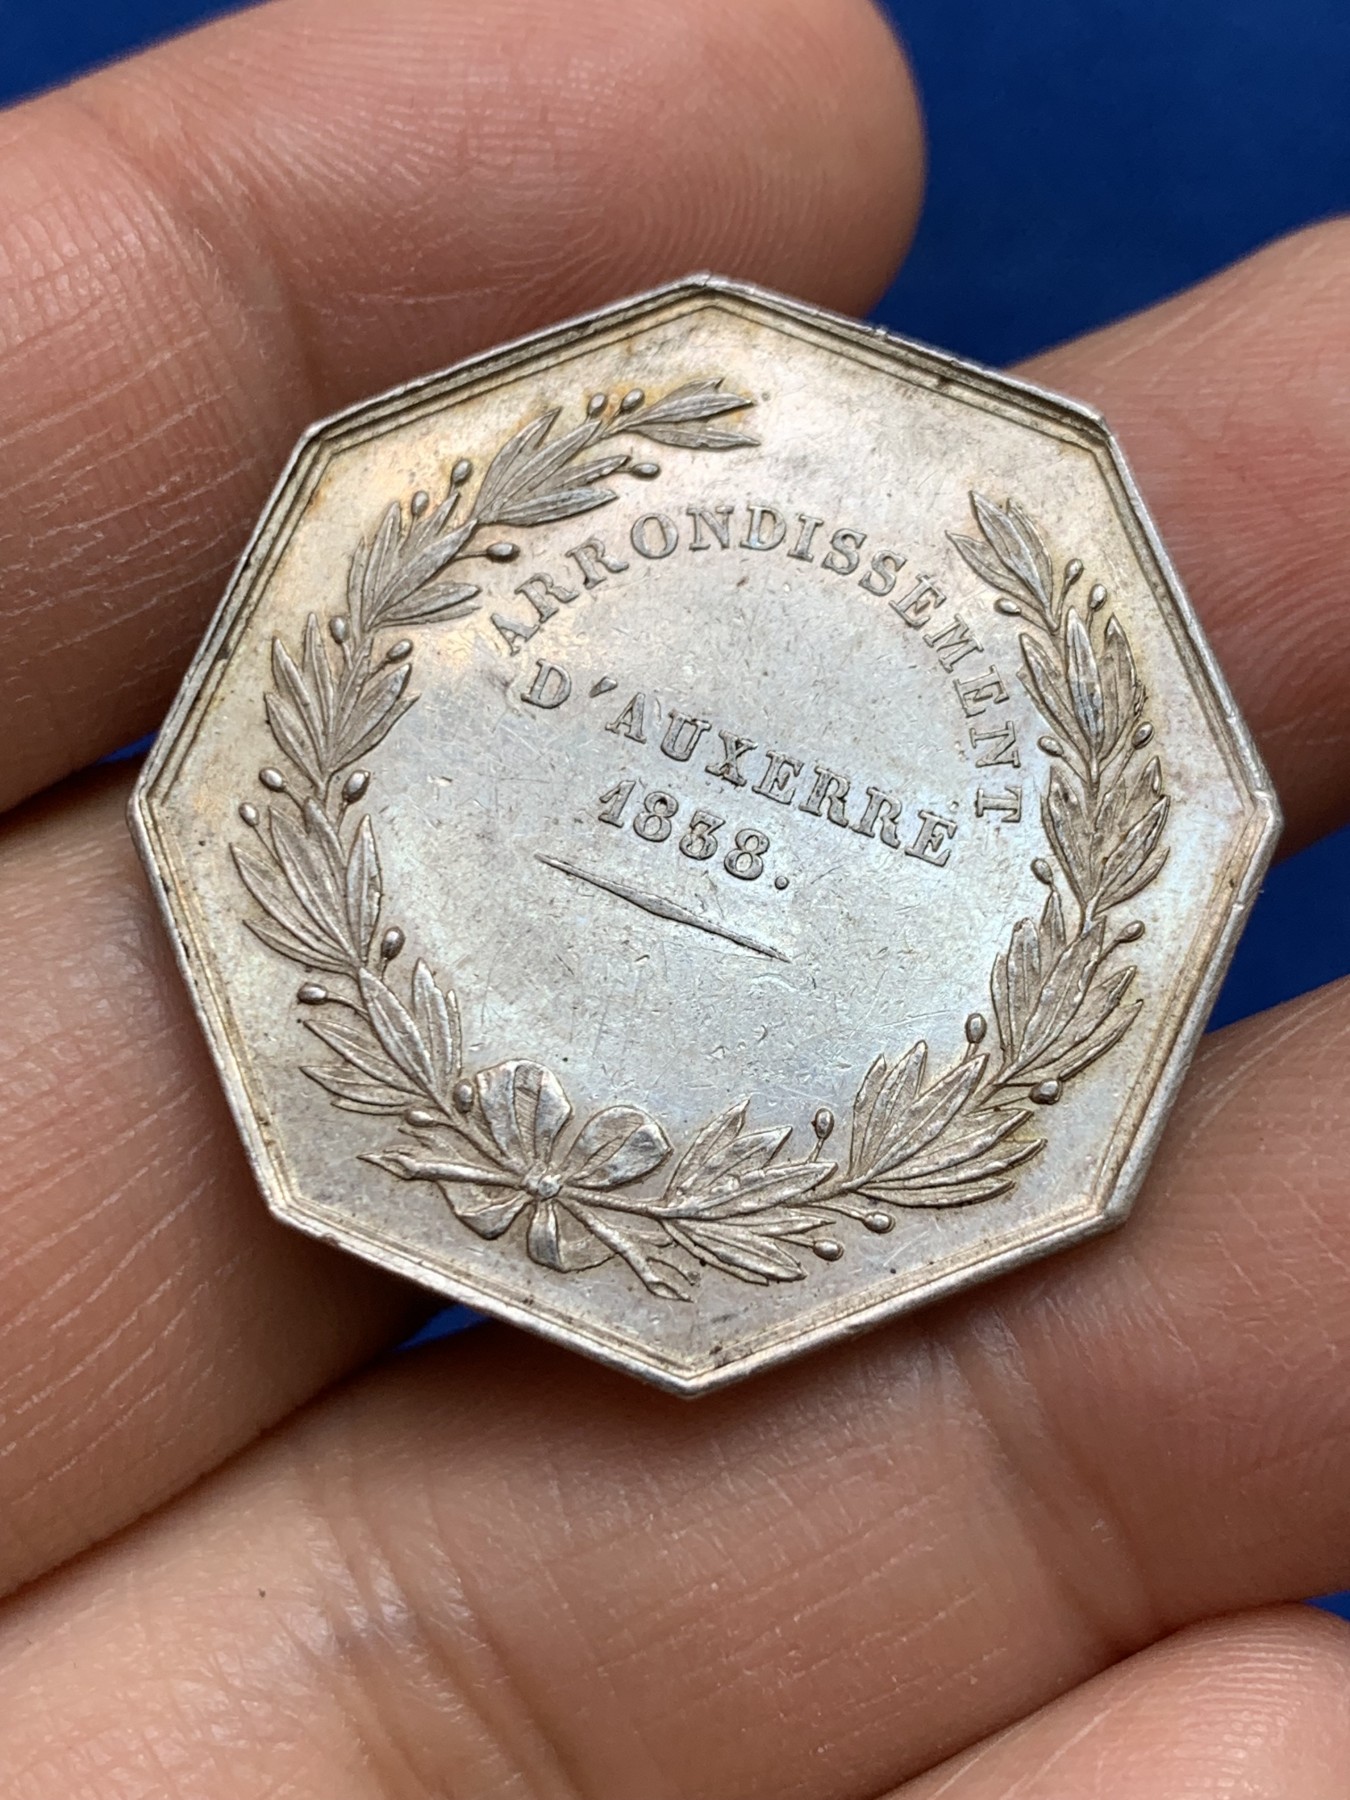 ARRONDISSEMENT
D'AUXERRE
1838.